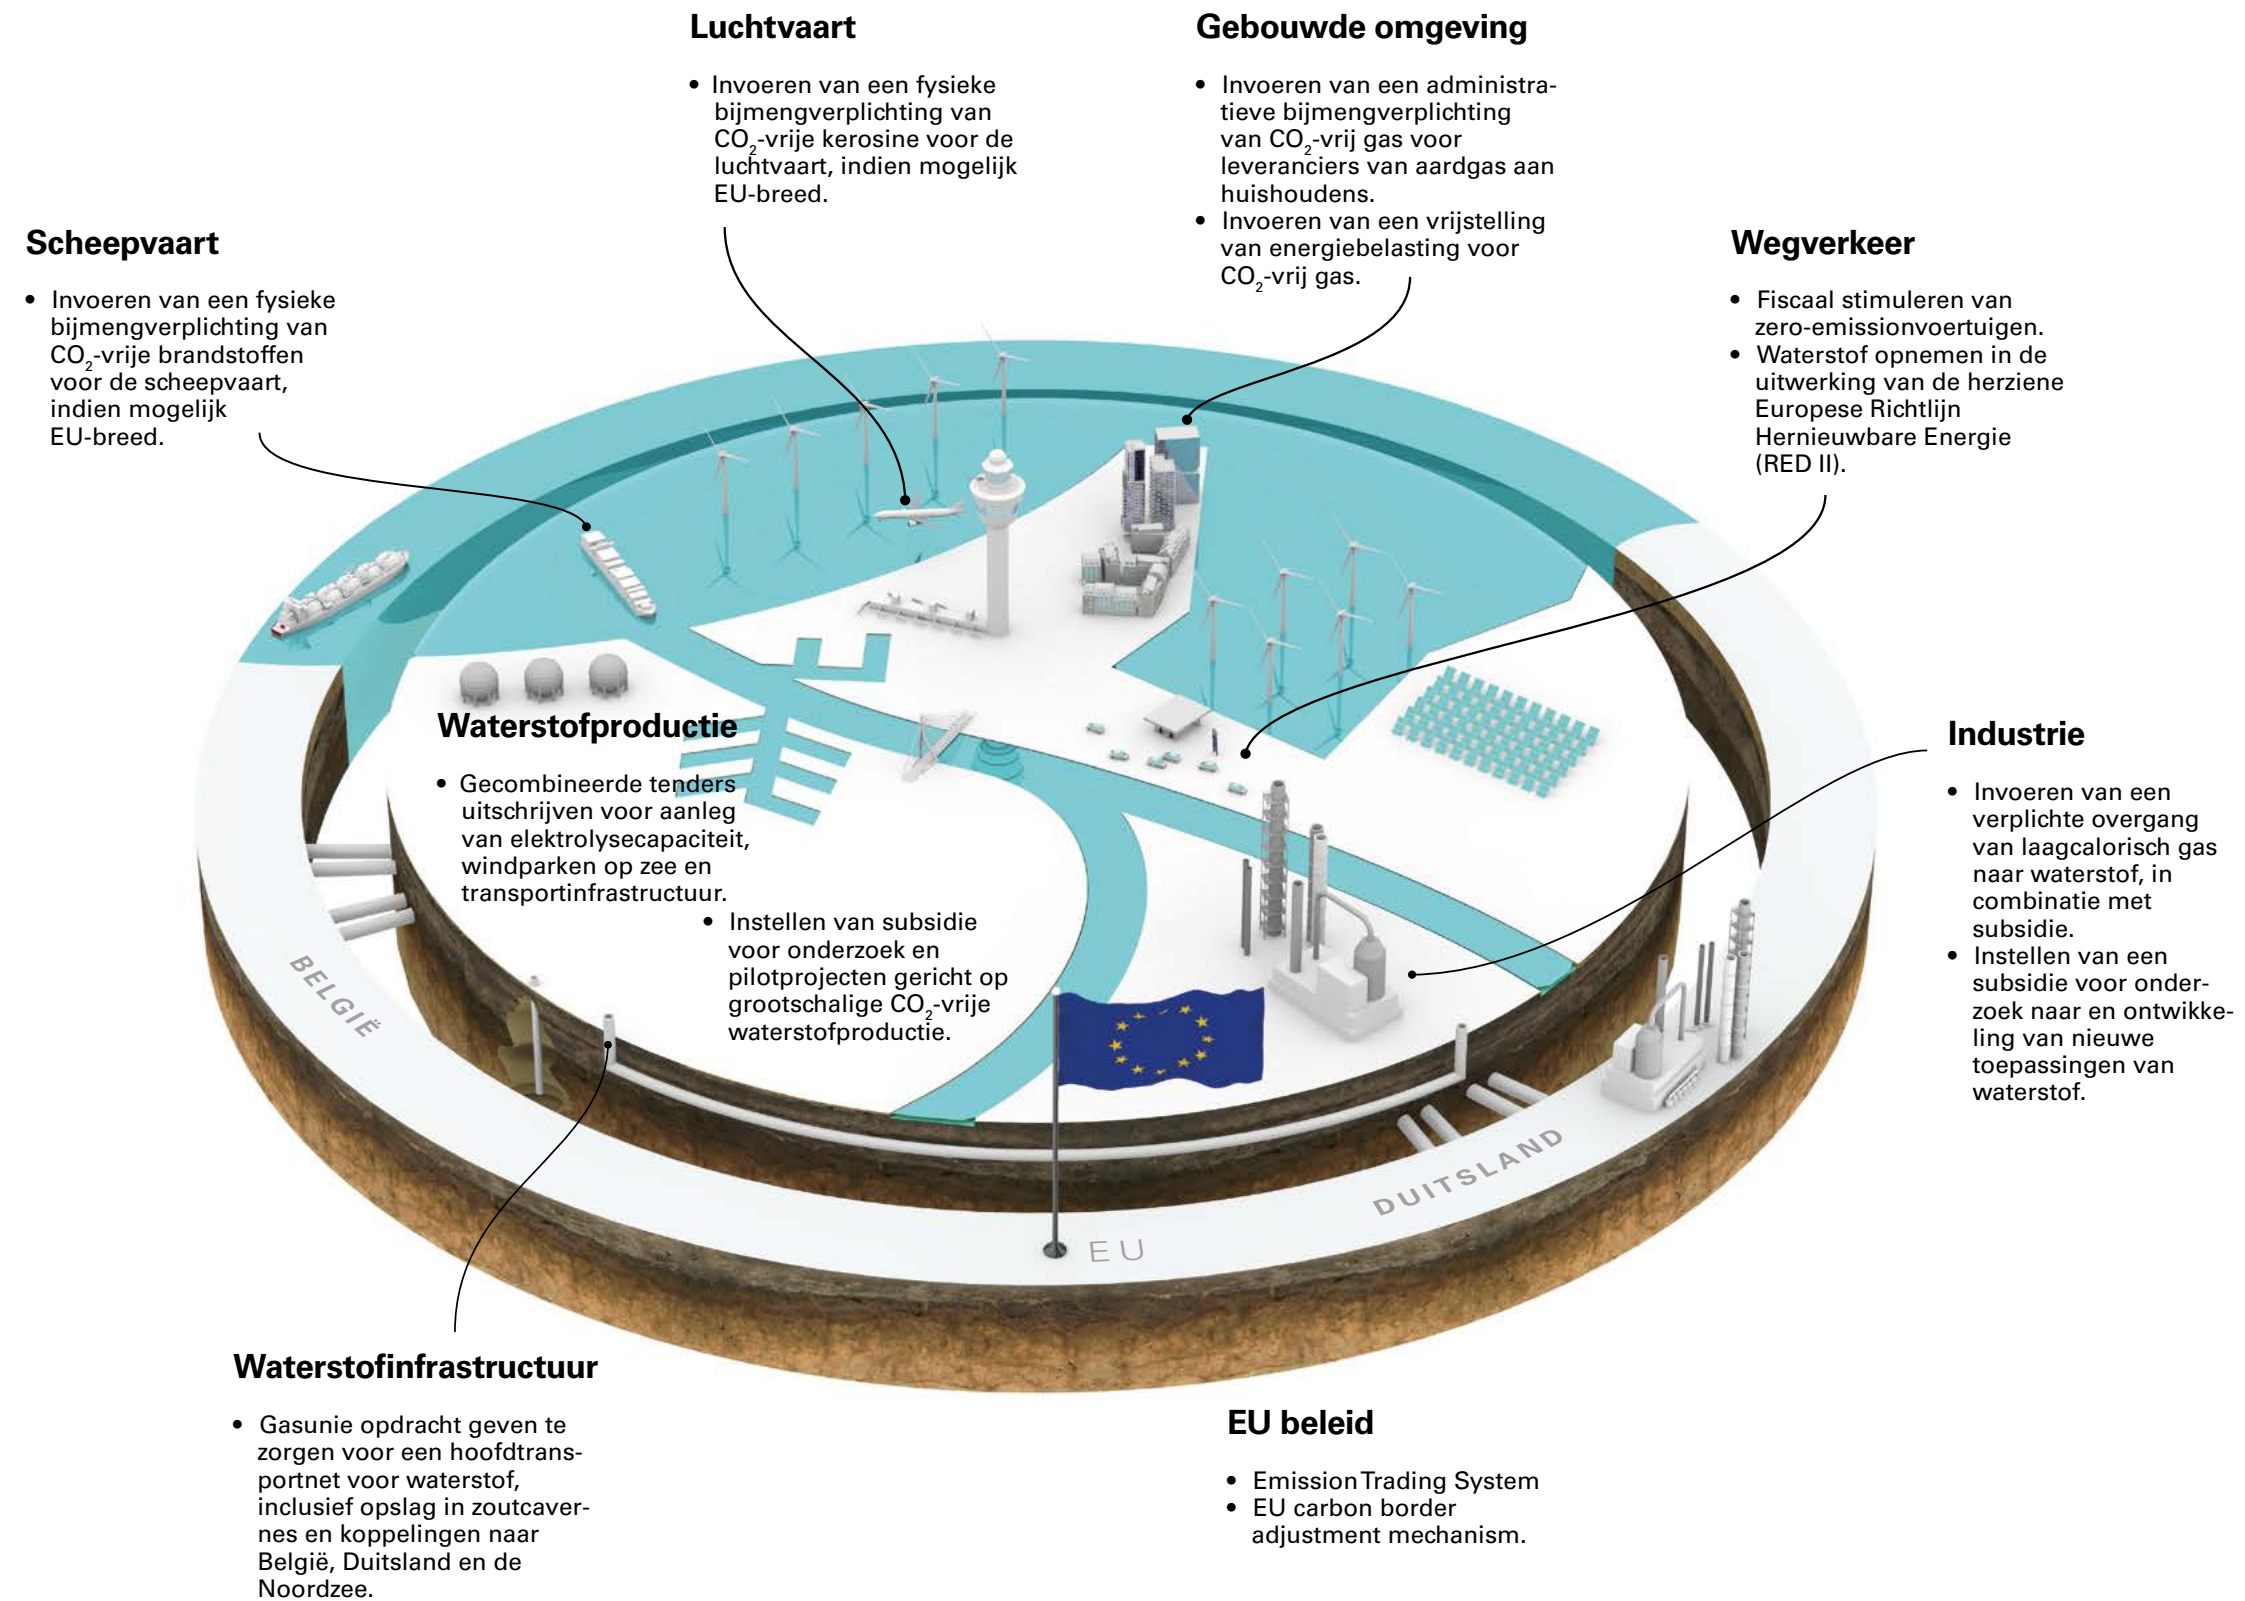 Luchtvaart
• Invoeren van een fysieke
bijmengverplichting van
CO₂-vrije kerosine voor de
luchtvaart, indien mogelijk
EU-breed.
Gebouwde omgeving
• Invoeren van een administra-
tieve bijmengverplichting
van CO₂-vrij gas voor
leveranciers van aardgas aan
huishoudens.
• Invoeren van een vrijstelling
van energiebelasting voor
CO₂-vrij gas.
Scheepvaart
• Invoeren van een fysieke
bijmengverplichting van
CO₂-vrije brandstoffen
voor de scheepvaart,
indien mogelijk
EU-breed.
Wegverkeer
• Fiscaal stimuleren van
zero-emissionvoertuigen.
• Waterstof opnemen in de
uitwerking van de herziene
Europese Richtlijn
Hernieuwbare Energie
(RED II).
Waterstofproductie
• Gecombineerde tenders
uitschrijven voor aanleg
van elektrolysecapaciteit,
windparken op zee en
transportinfrastructuur.
• Instellen van subsidie
voor onderzoek en
pilotprojecten gericht op
grootschalige CO₂-vrije
waterstofproductie.
Industrie
• Invoeren van een
verplichte overgang
van laagcalorisch gas
naar waterstof, in
combinatie met
subsidie.
• Instellen van een
subsidie voor onder-
zoek naar en ontwikke-
ling van nieuwe
toepassingen van
waterstof.
BELGIË
DUITSLAND
EU
Waterstofinfrastructuur
• Gasunie opdracht geven te
zorgen voor een hoofdtrans-
portnet voor waterstof,
inclusief opslag in zoutcaver-
nes en koppelingen naar
België, Duitsland en de
Noordzee.
EU beleid
• Emission Trading System
• EU carbon border
adjustment mechanism.